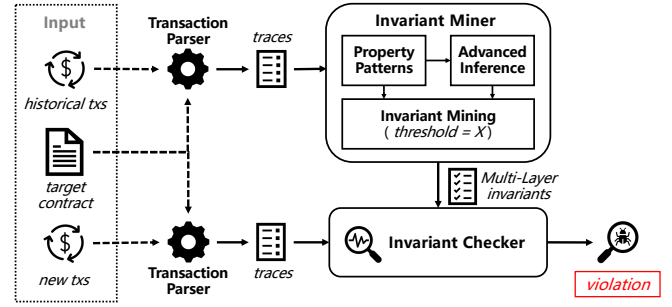 Input
historical txs
target
contract
new txs
Transaction
Parser
traces
Invariant Miner
Property
Patterns
Advanced
Inference
Invariant Mining
( threshold = X )
Multi-Layer
invariants
Transaction
Parser
traces
Invariant Checker
violation